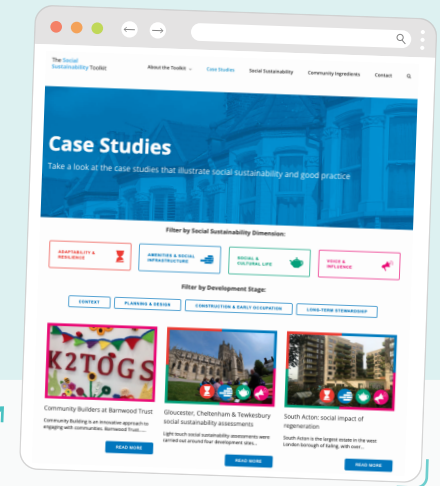 The Social
Sustainability Toolkit
About the Toolkit
Case Studies
Social Sustainability
Community Ingredients
Contact
Case Studies
Take a look at the case studies that illustrate social sustainability and good practice
Filter by Social Sustainability Dimension:
ADAPTABILITY &
RESILIENCE
AMENITIES & SOCIAL
INFRASTRUCTURE
SOCIAL &
CULTURAL LIFE
VOICE &
INFLUENCE
Filter by Development Stage:
CONTEXT
PLANNING & DESIGN
CONSTRUCTION & EARLY OCCUPATION
LONG-TERM STEWARDSHIP
K2TOGS
Community Builders at Barnwood Trust
Community Building is an innovative approach to
engaging with communities. Barnwood Trust.....
READ MORE
Gloucester, Cheltenham & Tewkesbury
social sustainability assessments
Light touch social sustainability assessments were
carried out around four development sites...
READ MORE
South Acton: social impact of
regeneration
South Acton is the largest estate in the west
London borough of Ealing, with over...
READ MORE